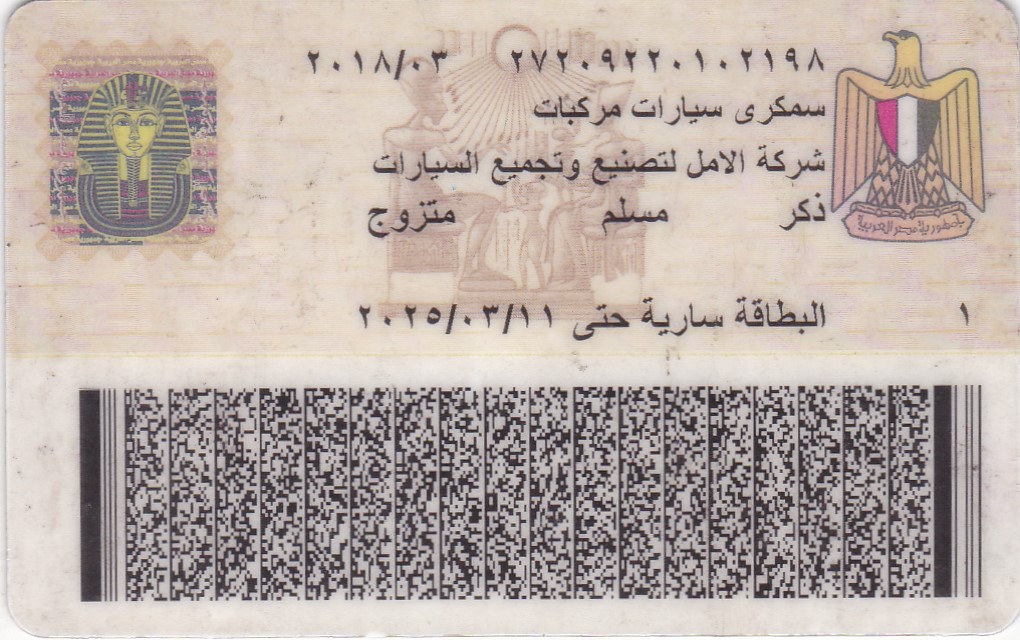 ٢٧٢٠٩٢٢٠١٠٢١٩٨ ٢٠١٨/٠٣
سمكرى سيارات مركبات
شركة الامل لتصنيع وتجميع السيارات
ذكر مسلم متزوج
جمهورية مصر العربية
١ البطاقة سارية حتى ٢٠٢٥/٠٣/١١